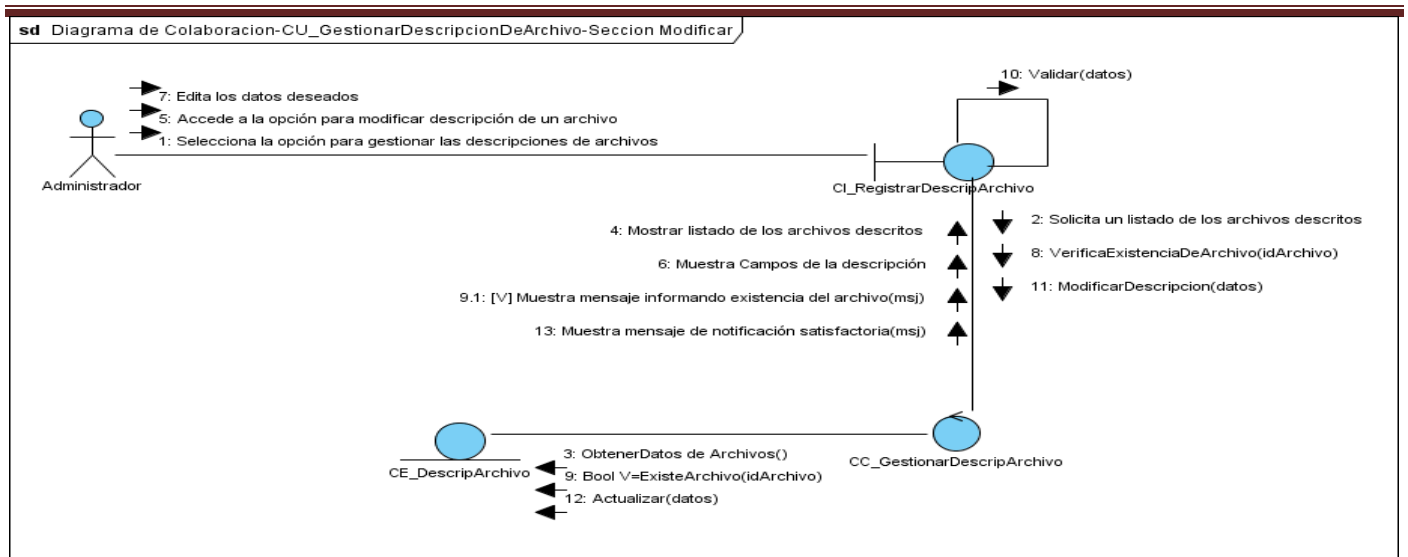 sd Diagrama de Colaboracion-CU_GestionarDescripcionDeArchivo-Seccion Modificar
10: Validar(datos)
7: Edita los datos deseados
5: Accede a la opción para modificar descripción de un archivo
1: Selecciona la opción para gestionar las descripciones de archivos
Administrador
CI_RegistrarDescripArchivo
4: Mostrar listado de los archivos descritos
2: Solicita un listado de los archivos descritos
6: Muestra Campos de la descripción
8: VerificaExistenciaDeArchivo(idArchivo)
9.1: [V] Muestra mensaje informando existencia del archivo(msj)
11: ModificarDescripcion(datos)
13: Muestra mensaje de notificación satisfactoria(msj)
3: ObtenerDatos de Archivos()
CE_DescripArchivo
CC_GestionarDescripArchivo
9: Bool V=ExisteArchivo(idArchivo)
12: Actualizar(datos)